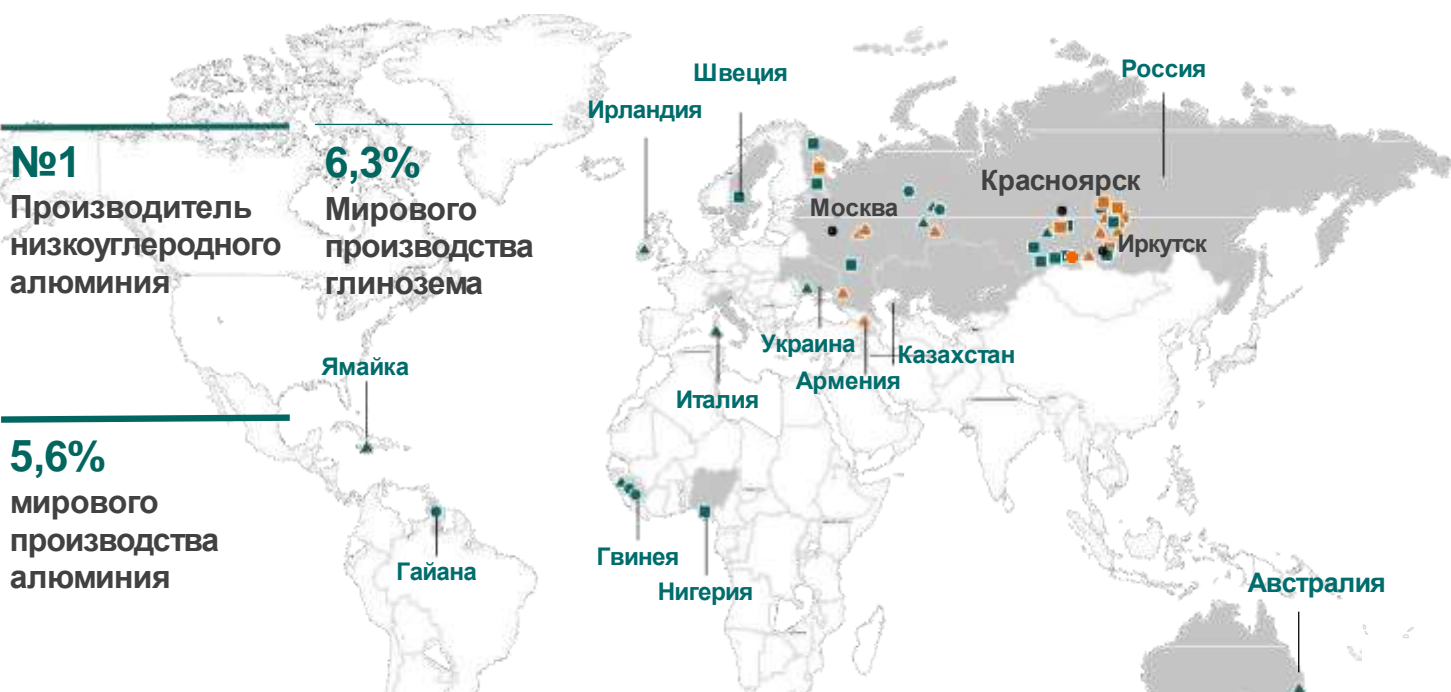 №1
Производитель
низкоуглеродного
алюминия
6,3%
Мирового
производства
глинозема
5,6%
мирового
производства
алюминия
Швеция
Ирландия
Россия
Красноярск
Москва
Иркутск
Украина
Казахстан
Армения
Италия
Ямайка
Гайана
Гвинея
Нигерия
Австралия